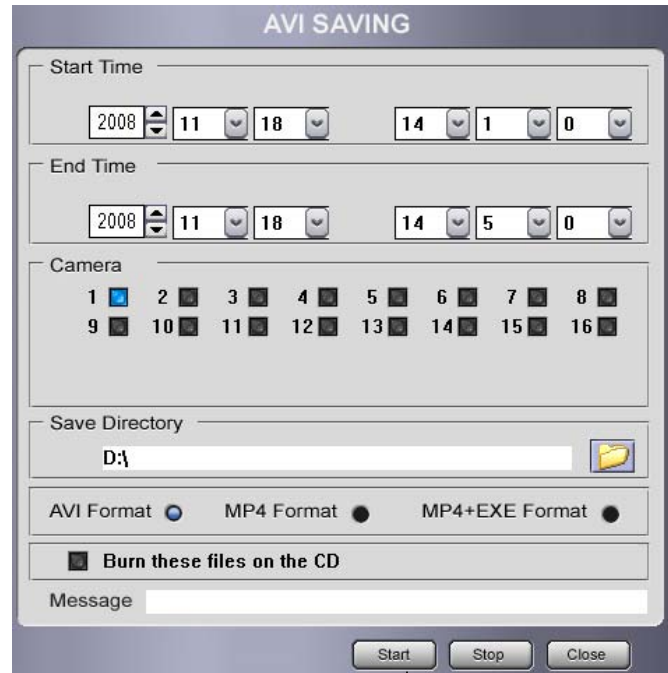 AVI SAVING
Start Time
2008 11 18 14 1 0
End Time
2008 11 18 14 5 0
Camera
1 2 3 4 5 6 7 8
9 10 11 12 13 14 15 16
Save Directory
D:\
AVI Format MP4 Format MP4+EXE Format
Burn these files on the CD
Message
Start Stop Close